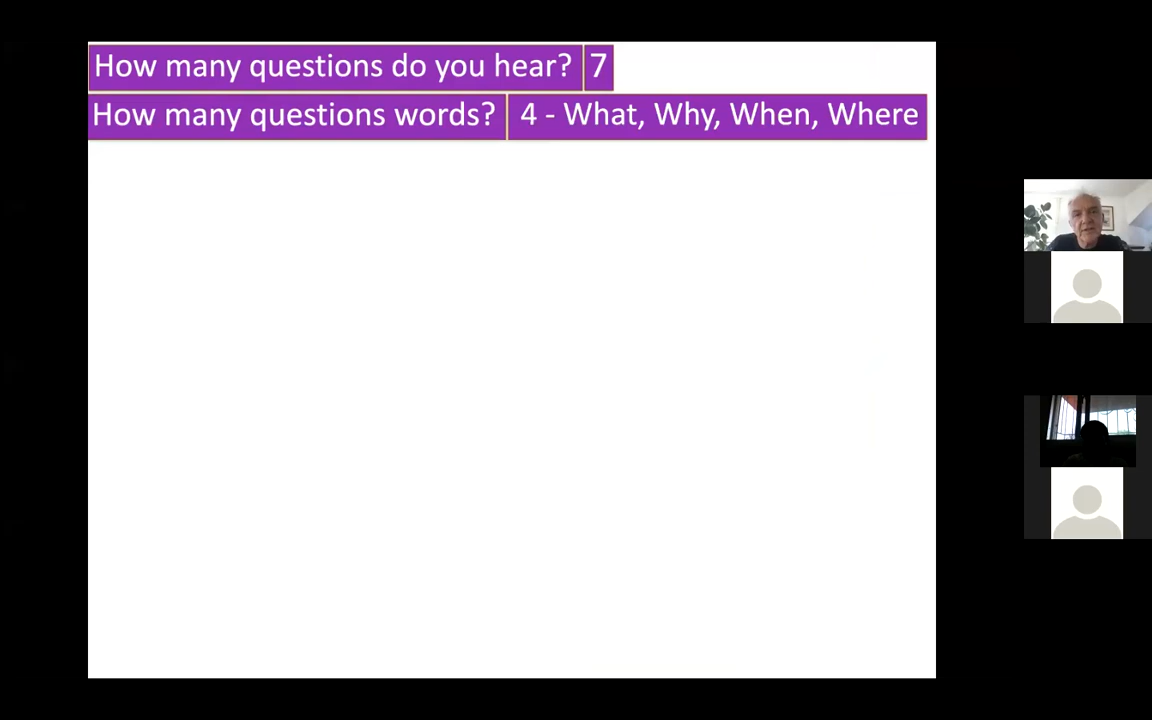 How many questions do you hear? 7
How many questions words? 4 - What, Why, When, Where